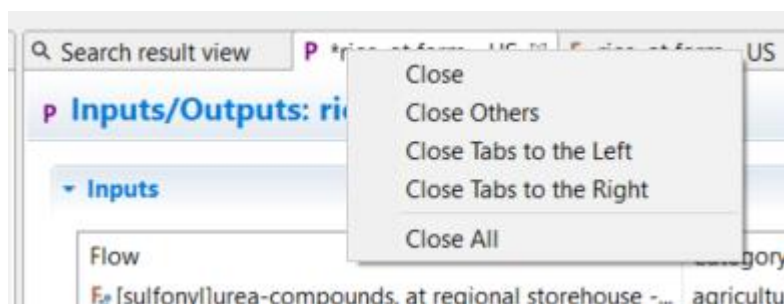 Search result view
P
US
US
P Inputs/Outputs:
Close
Close Others
Close Tabs to the Left
Close Tabs to the Right
Close All
Inputs
Flow
[sulfonyl]urea-compounds, at regional storehouse -...